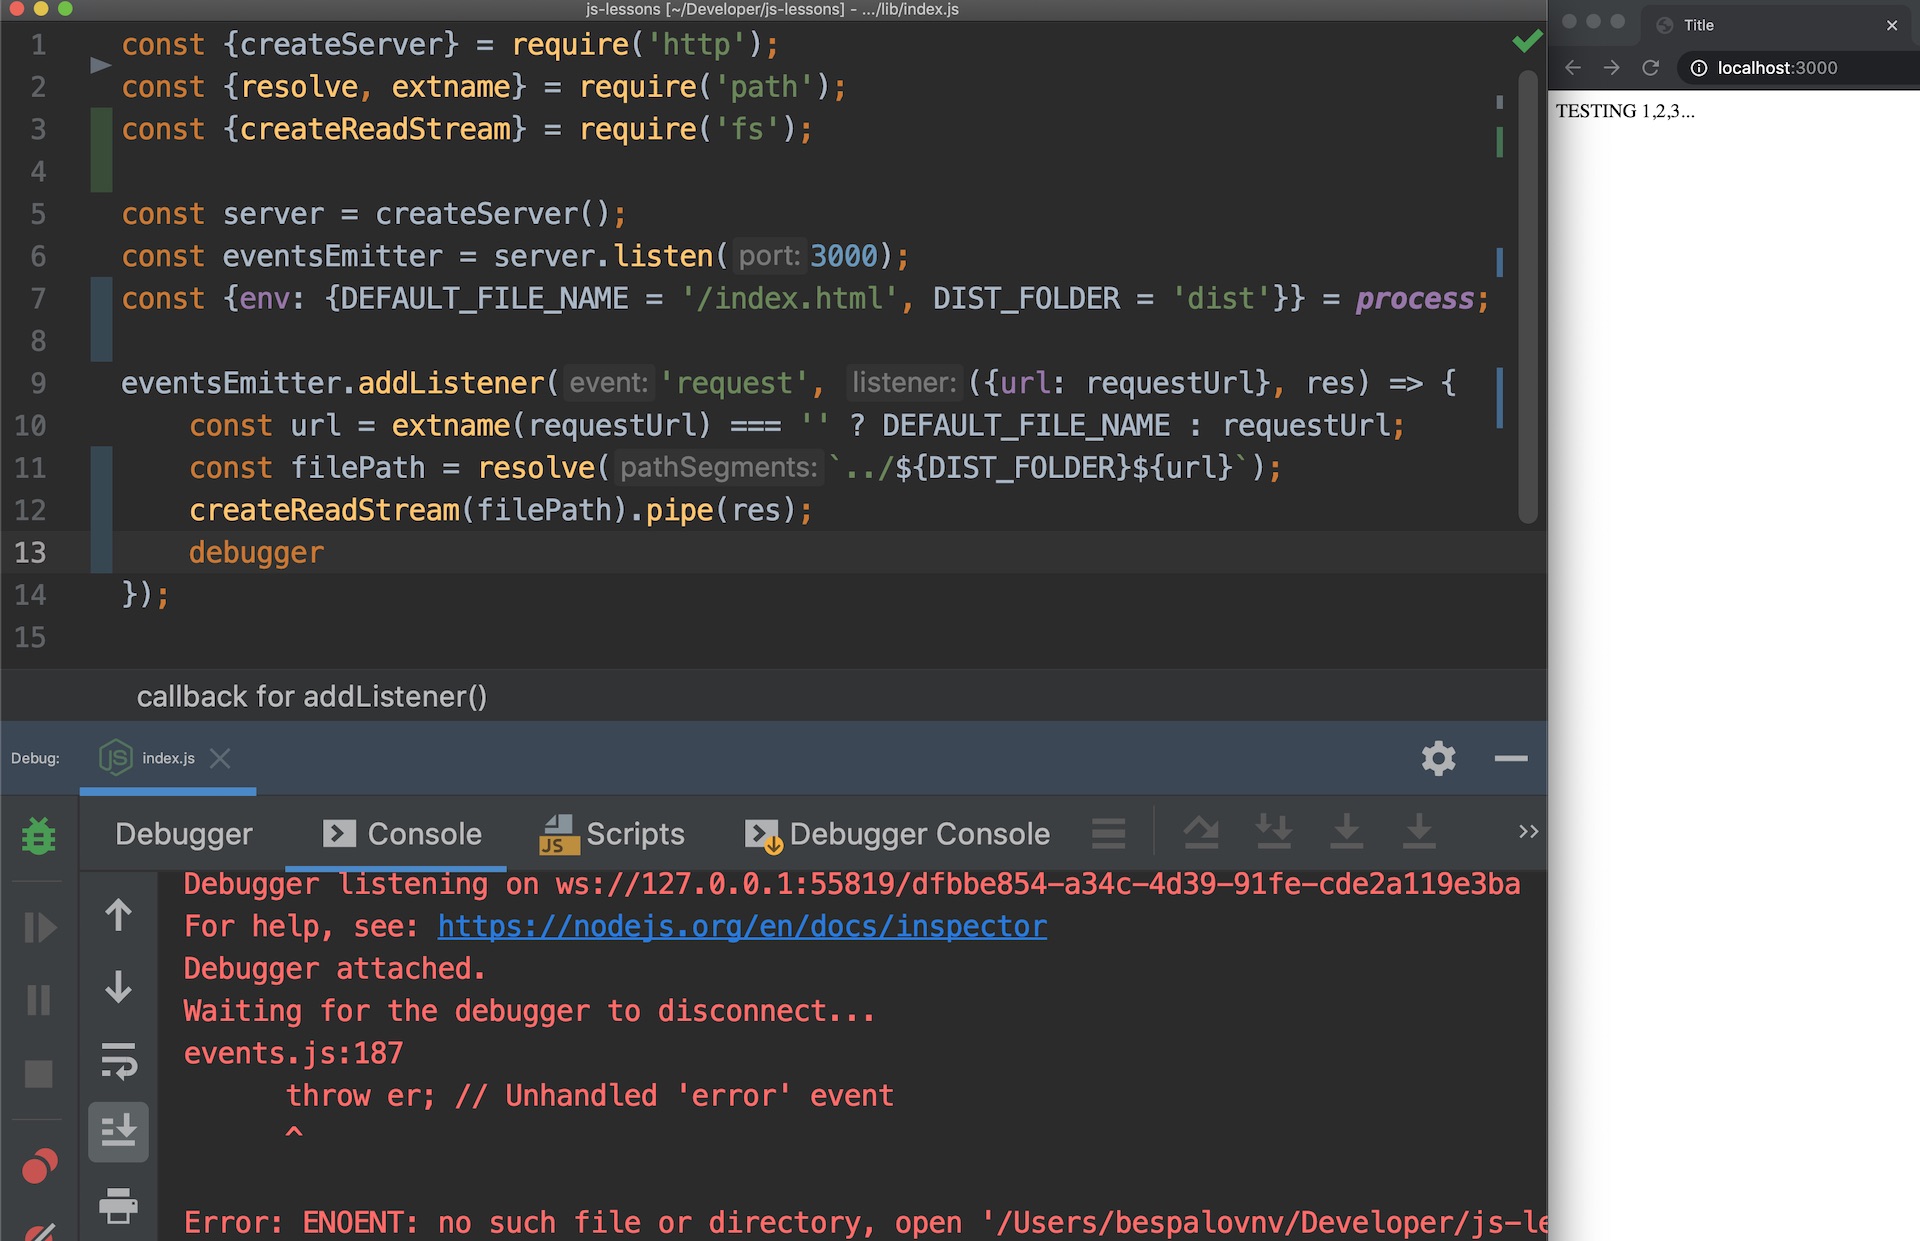 js-lessons [~/Developer/js-lessons] - .../lib/index.js
1 const {createServer} = require('http');
2 const {resolve, extname} = require('path');
3 const {createReadStream} = require('fs');
4
5 const server = createServer();
6 const eventsEmitter = server.listen( port: 3000);
7 const {env: {DEFAULT_FILE_NAME = '/index.html', DIST_FOLDER = 'dist'}} = process;
8
9 eventsEmitter.addListener( event: 'request', listener: ({url: requestUrl}, res) => {
10 const url = extname(requestUrl) === '' ? DEFAULT_FILE_NAME : requestUrl;
11 const filePath = resolve( pathSegments: `../${DIST_FOLDER}${url}`);
12 createReadStream(filePath).pipe(res);
13 debugger
14 });
15
callback for addListener()
Debug: index.js
Debugger Console JS Scripts Debugger Console
Debugger listening on ws://127.0.0.1:55819/dfbbe854-a34c-4d39-91fe-cde2a119e3ba
For help, see: https://nodejs.org/en/docs/inspector
Debugger attached.
Waiting for the debugger to disconnect...
events.js:187
throw er; // Unhandled 'error' event
^
Error: ENOENT: no such file or directory, open '/Users/bespalovnv/Developer/js-le
Title
localhost:3000
TESTING 1,2,3...